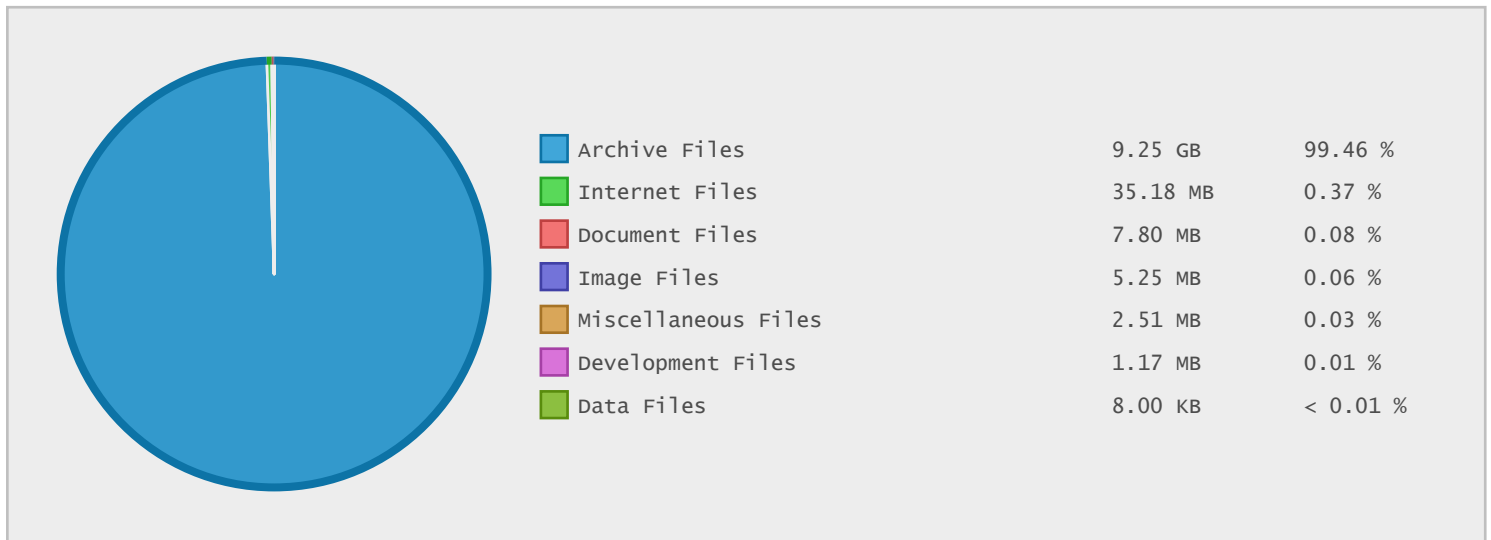 Archive Files 9.25 GB 99.46 %
Internet Files 35.18 MB 0.37 %
Document Files 7.80 MB 0.08 %
Image Files 5.25 MB 0.06 %
Miscellaneous Files 2.51 MB 0.03 %
Development Files 1.17 MB 0.01 %
Data Files 8.00 KB < 0.01 %